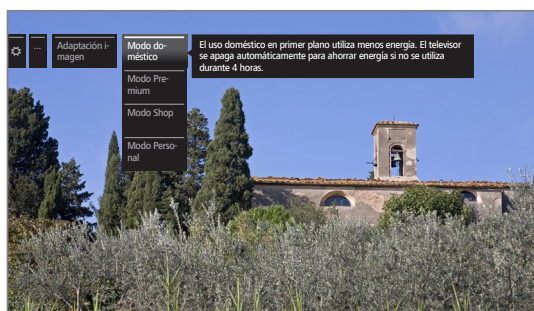 ...
Adaptación i-
magen
Modo do-
méstico
El uso doméstico en primer plano utiliza menos energía. El televisor
se apaga automáticamente para ahorrar energía si no se utiliza
durante 4 horas.
Modo Pre-
mium
Modo Shop
Modo Perso-
nal